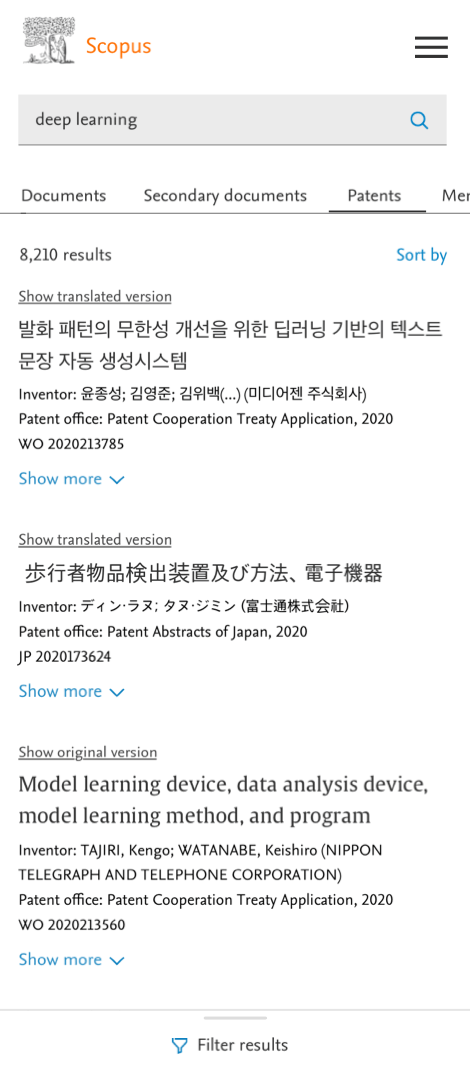 Scopus
deep learning
Documents Secondary documents Patents Mer
8,210 results Sort by
Show translated version
발화 패턴의 무한성 개선을 위한 딥러닝 기반의 텍스트
문장 자동 생성시스템
Inventor: 윤종성; 김영준; 김위백(...) (미디어젠 주식회사)
Patent office: Patent Cooperation Treaty Application, 2020
WO 2020213785
Show more
Show translated version
歩行者物品検出装置及び方法、電子機器
Inventor: ディン·ラヌ; タヌ·ジミン (富士通株式会社)
Patent office: Patent Abstracts of Japan, 2020
JP 2020173624
Show more
Show original version
Model learning device, data analysis device,
model learning method, and program
Inventor: TAJIRI, Kengo; WATANABE, Keishiro (NIPPON
TELEGRAPH AND TELEPHONE CORPORATION)
Patent office: Patent Cooperation Treaty Application, 2020
WO 2020213560
Show more
Filter results